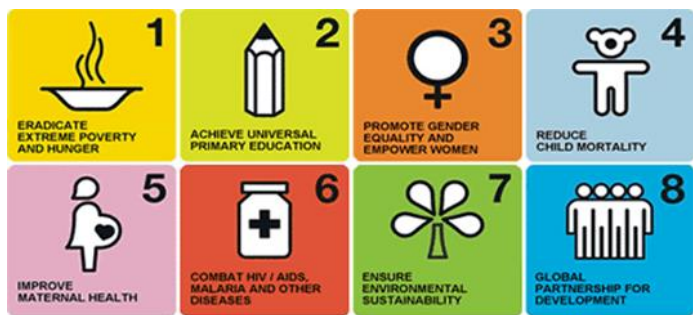 1
ERADICATE
EXTREME POVERTY
AND HUNGER
2
ACHIEVE UNIVERSAL
PRIMARY EDUCATION
3
PROMOTE GENDER
EQUALITY AND
EMPOWER WOMEN
4
REDUCE
CHILD MORTALITY
5
IMPROVE
MATERNAL HEALTH
6
COMBAT HIV / AIDS,
MALARIA AND OTHER
DISEASES
7
ENSURE
ENVIRONMENTAL
SUSTAINABILITY
8
GLOBAL
PARTNERSHIP FOR
DEVELOPMENT